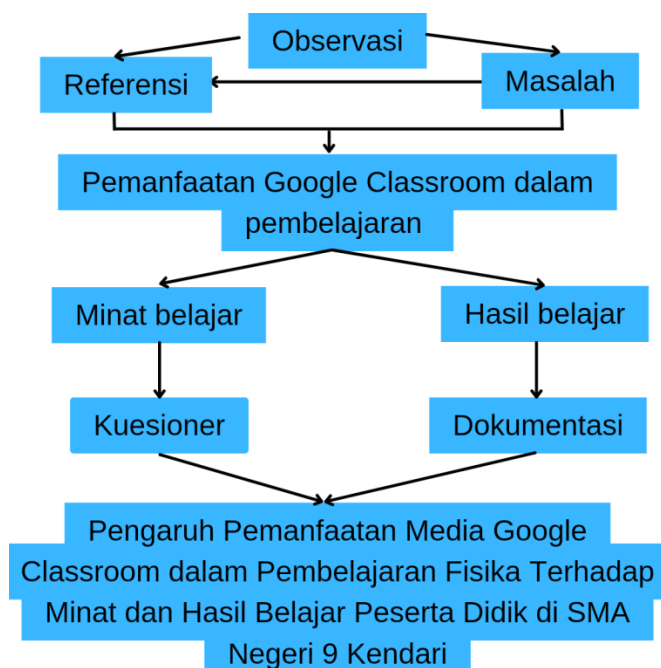 Observasi
Referensi
Masalah
Pemanfaatan Google Classroom dalam
pembelajaran
Minat belajar
Hasil belajar
Kuesioner
Dokumentasi
Pengaruh Pemanfaatan Media Google
Classroom dalam Pembelajaran Fisika Terhadap
Minat dan Hasil Belajar Peserta Didik di SMA
Negeri 9 Kendari